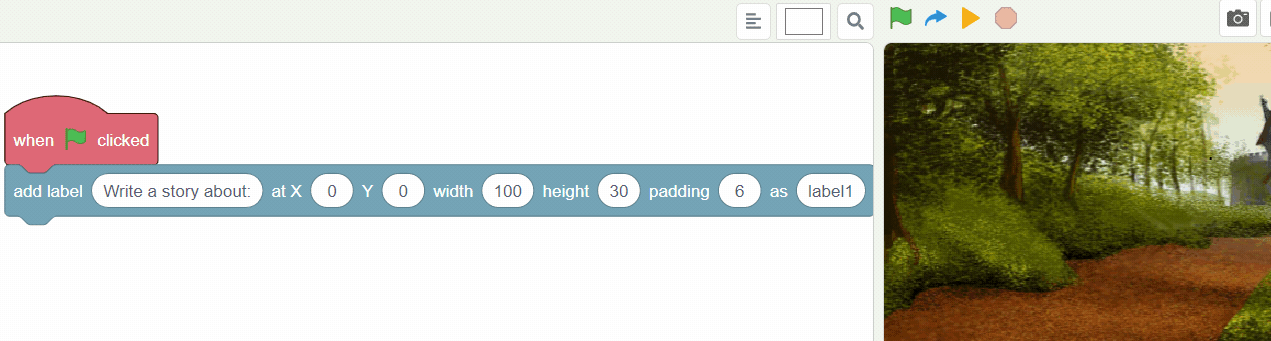 when clicked
add label Write a story about: at X 0 Y 0 width 100 height 30 padding 6 as label1